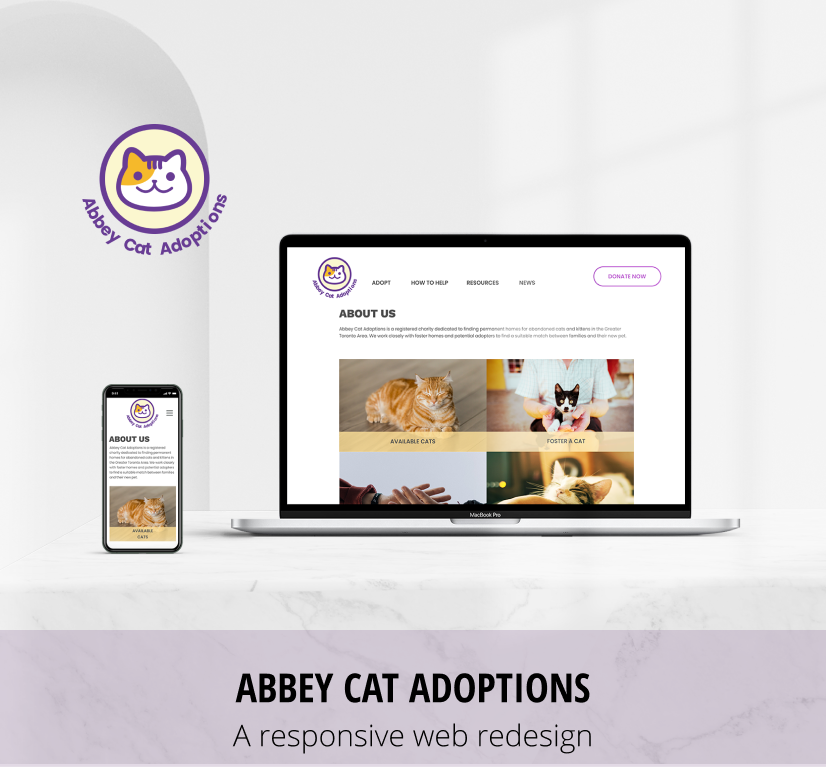 Abbey Cat Adoptions
Abbey Cat Adoptions
ADOPT HOW TO HELP RESOURCES NEWS
DONATE NOW
ABOUT US
Abbey Cat Adoptions is a registered charity dedicated to finding permanent homes for abandoned cats and kittens in the Greater
Toronto Area. We work closely with foster homes and potential adopters to find a suitable match between families and their new pet.
AVAILABLE CATS
FOSTER A CAT
MacBook Pro
9:41
Abbey Cat Adoptions
ABOUT US
Abbey Cat Adoptions is a registered
charity dedicated to finding permanent
homes for abandoned cats and kittens in
the Greater Toronto Area. We work closely
with foster homes and potential adopters
to find a suitable match between families
and their new pet.
AVAILABLE
CATS
ABBEY CAT ADOPTIONS
A responsive web redesign